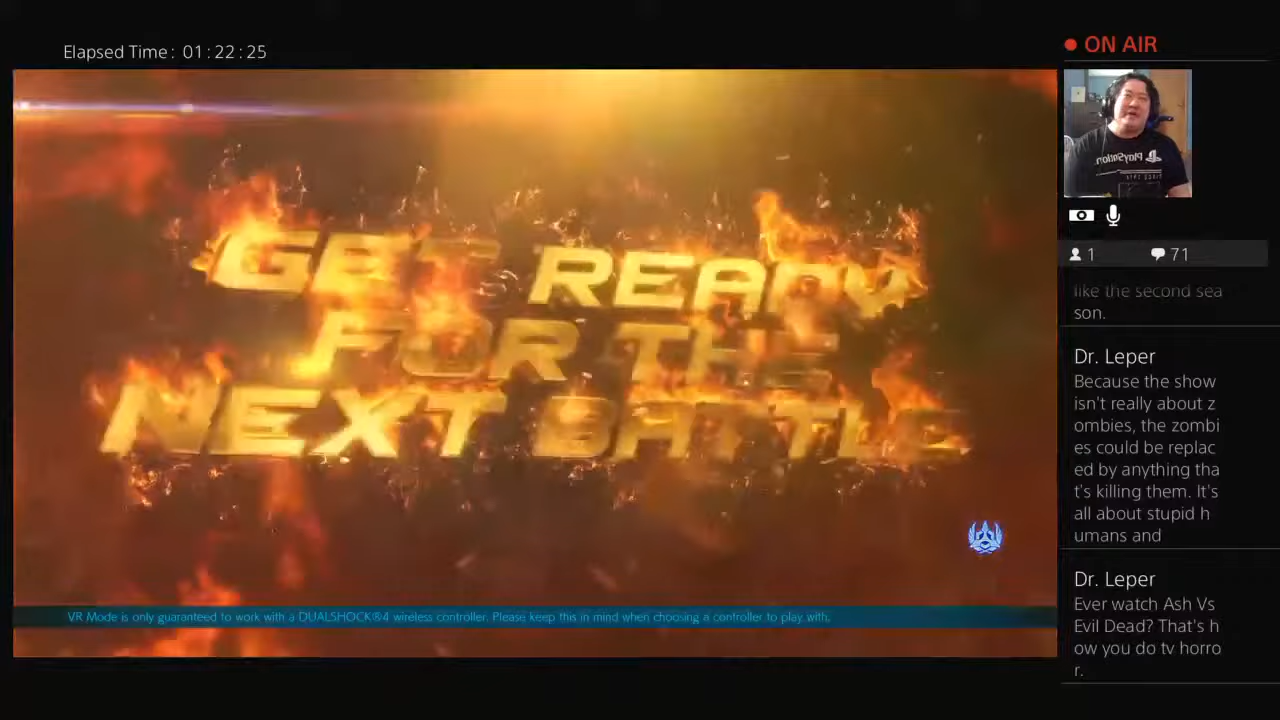 Elapsed Time: 01:22:25
ON AIR
GET READY
FOR THE
NEXT BATTLE
VR Mode is only guaranteed to work with a DUALSHOCK®4 wireless controller. Please keep this in mind when choosing a controller to play with.
PlayStation
1 71
like the second sea
son.
Dr. Leper
Because the show
isn't really about z
ombies, the zombi
es could be replac
ed by anything tha
t's killing them. It's
all about stupid h
umans and
Dr. Leper
Ever watch Ash Vs
Evil Dead? That's h
ow you do tv horro
r.